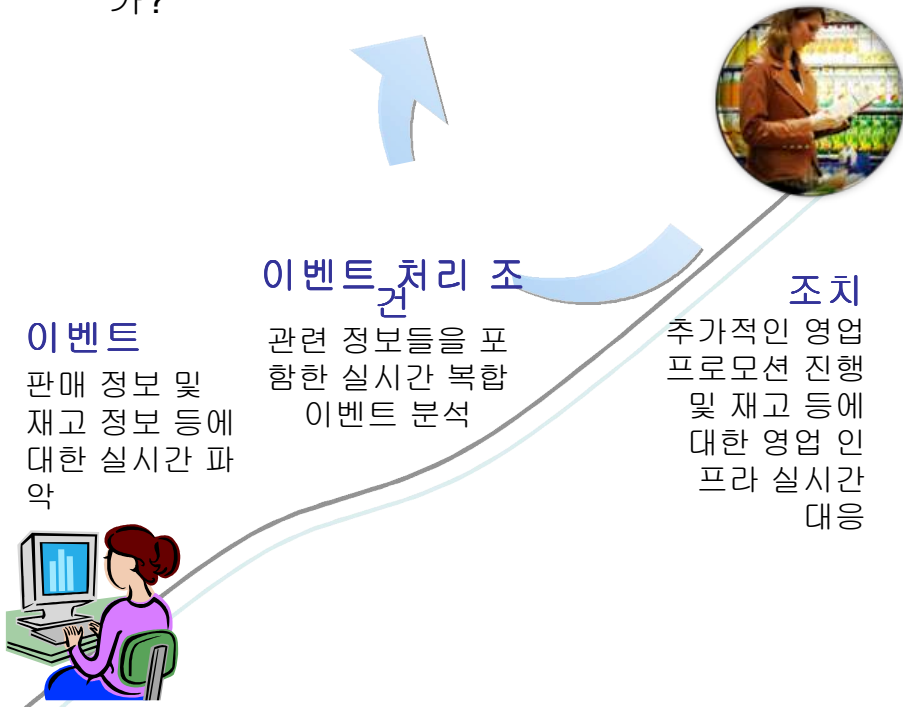 가?
이벤트 처리 조
건
관련 정보들을 포
함한 실시간 복합
이벤트 분석
이벤트
판매 정보 및
재고 정보 등에
대한 실시간 파
악
조치
추가적인 영업
프로모션 진행
및 재고 등에
대한 영업 인
프라 실시간
대응